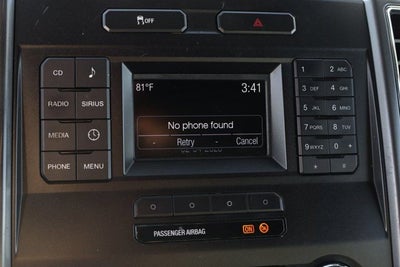 OFF
CD
RADIO SIRIUS
MEDIA
PHONE MENU
81°F 3:41
No phone found
- Retry - Cancel
1 2 ABC
3 DEF 4 GHI
5 JKL 6 MNO
7 PQRS 8 TUV
9 WXYZ 0
* #
PASSENGER AIRBAG ON